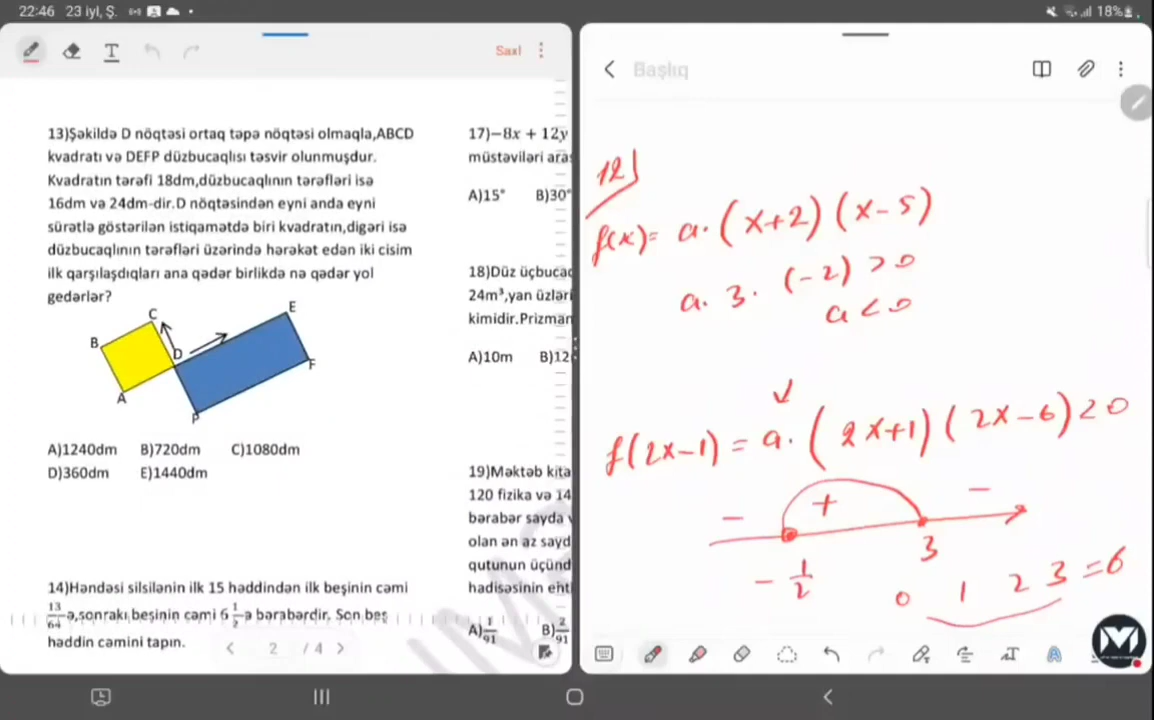 22:46 23 iyl, Ş.
18%
Saxl
Başlıq
13)Şəkildə D nöqtəsi ortaq təpə nöqtəsi olmaqla,ABCD
kvadratı və DEFP düzbucaqlısı təsvir olunmuşdur.
Kvadratın tərəfi 18dm,düzbucaqlının tərəfləri isə
16dm və 24dm-dir.D nöqtəsindən eyni anda eyni
sürətlə göstərilən istiqamətdə biri kvadratın,digəri isə
düzbucaqlının tərəfləri üzərində hərəkət edən iki cisim
ilk qarşılaşdıqları ana qədər birlikdə nə qədər yol
gedərlər?
B C D A E F P
A)1240dm B)720dm C)1080dm
D)360dm E)1440dm
14)Həndəsi silsilənin ilk 15 həddindən ilk beşinin cəmi
13/64-ə,sonrakı beşinin cəmi 6 1/2-ə bərabərdir. Son beş
həddin cəmini tapın.
2 / 4
17)−8x + 12y
müstəviləri aras
A)15° B)30°
18)Düz üçbucaq
24m³,yan üzləri
kimidir.Prizman
A)10m B)12
19)Məktəb kita
120 fizika və 14
bərabər sayda
olan ən az sayd
qutunun üçünd
hadisəsinin eht
A)1/91 B)2/91
12)
f(x)= a·(x+2)(x-5)
a. 3. (-2) >0
a<0
f(2x-1) = a·(2x+1)(2x-6)≥0
− + −
-1/2 3
0 1 2 3 =6
M